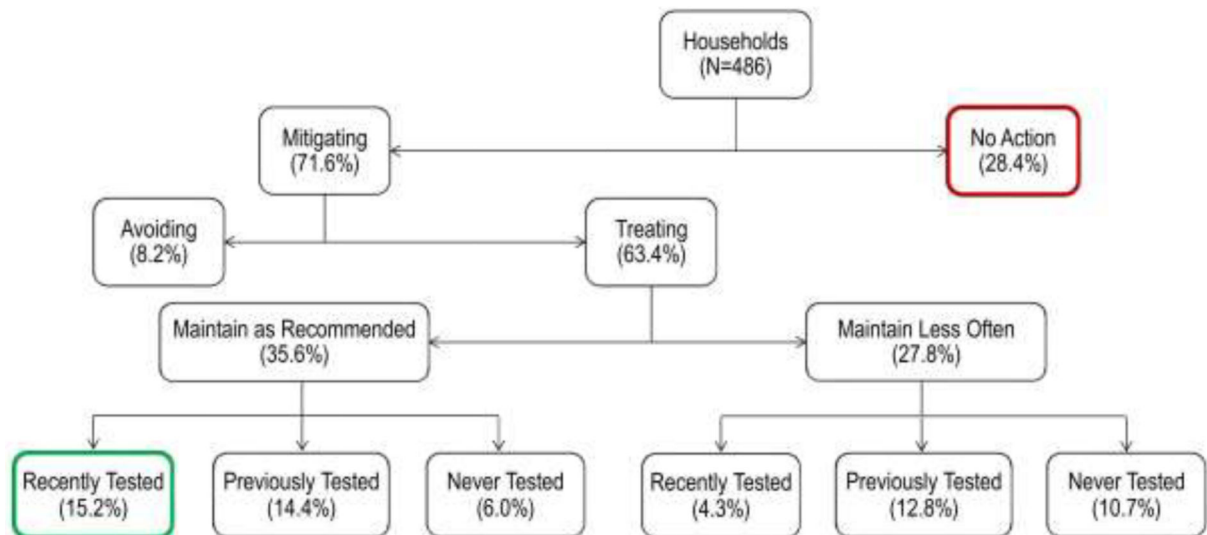 Households
(N=486)
Mitigating
(71.6%)
No Action
(28.4%)
Avoiding
(8.2%)
Treating
(63.4%)
Maintain as Recommended
(35.6%)
Maintain Less Often
(27.8%)
Recently Tested
(15.2%)
Previously Tested
(14.4%)
Never Tested
(6.0%)
Recently Tested
(4.3%)
Previously Tested
(12.8%)
Never Tested
(10.7%)